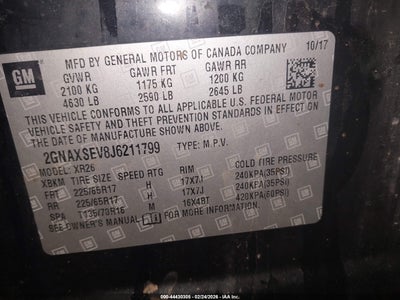 GM
MFD BY GENERAL MOTORS OF CANADA COMPANY 10/17
GVWR GAWR FRT GAWR RR
2100 KG 1175 KG 1200 KG
4630 LB 2590 LB 2645 LB
THIS VEHICLE CONFORMS TO ALL APPLICABLE U.S. FEDERAL MOTOR
VEHICLE SAFETY AND THEFT PREVENTION STANDARDS IN EFFECT ON
THE DATE OF MANUFACTURE SHOWN ABOVE.
2GNAXSEV8J6211799 TYPE: M.P.V.
MODEL: XR26
XBKM TIRE SIZE SPEED RTG RIM COLD TIRE PRESSURE
FRT 225/65R17 H 17X7J 240KPA(35PSI)
RR 225/65R17 H 17X7J 240KPA(35PSI)
SPA T135/70R16 M 16X4BT 420KPA(60PSI)
SEE OWNER'S MANUAL FOR MORE INFORMATION.
000-44430305 - 02/24/2026 - IAA